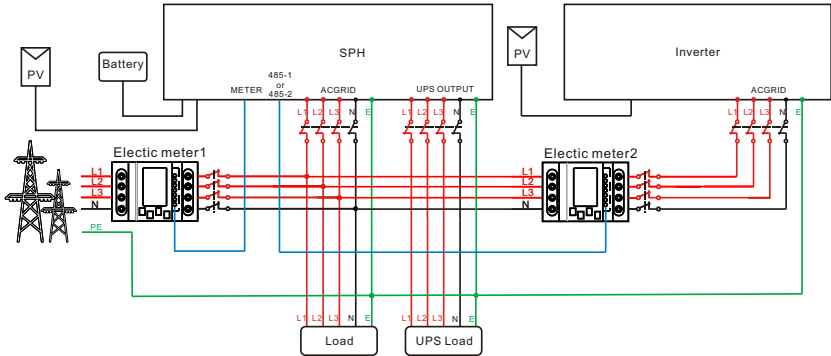 SPH
Inverter
PV
Battery
PV
METER
485-1
or
485-2
ACGRID
UPS OUTPUT
ACGRID
L1 L2 L3 N E
L1 L2 L3 N E
L1 L2 L3 N E
Electic meter1
Electic meter2
L1
L2
L3
N
PE
L1
L2
L3
N
L1 L2 L3 N E
L1 L2 L3 N E
Load
UPS Load